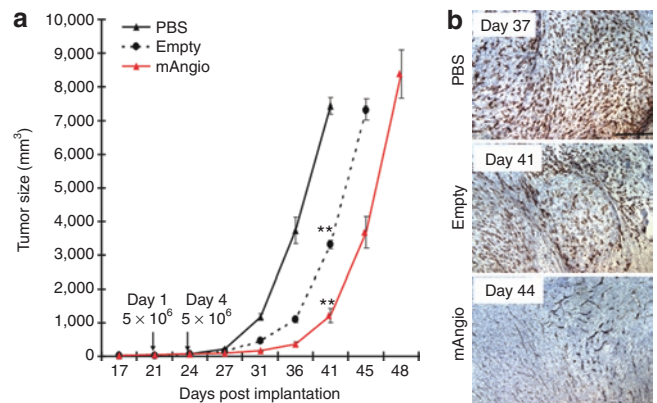 a
10,000
9,000
8,000
7,000
6,000
5,000
4,000
3,000
2,000
1,000
0
Tumor size (mm³)
PBS
Empty
mAngio
**
**
Day 1 Day 4
5 × 10⁶ 5 × 10⁶
17 21 24 27 31 36 41 45 48
Days post implantation
b
PBS
Day 37
Empty
Day 41
mAngio
Day 44